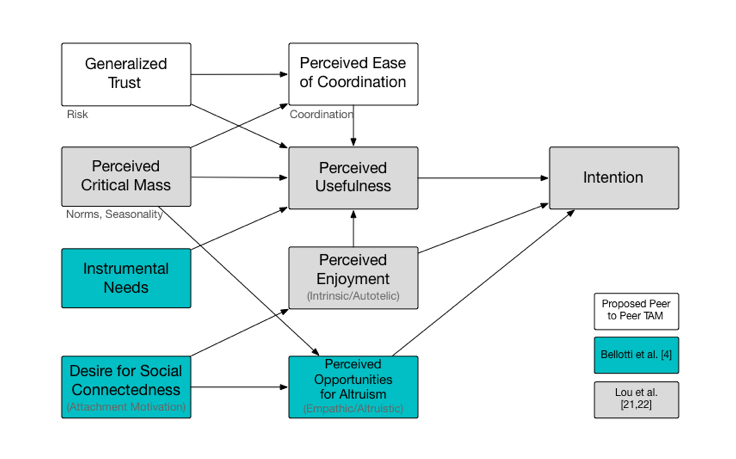 Generalized
Trust
Risk
Perceived Ease
of Coordination
Coordination
Perceived
Critical Mass
Norms, Seasonality
Perceived
Usefulness
Intention
Instrumental
Needs
Perceived
Enjoyment
(Intrinsic/Autotelic)
Desire for Social
Connectedness
(Attachment Motivation)
Perceived
Opportunities
for Altruism
(Empathic/Altruistic)
Proposed Peer
to Peer TAM
Bellotti et al. [4]
Lou et al.
[21,22]